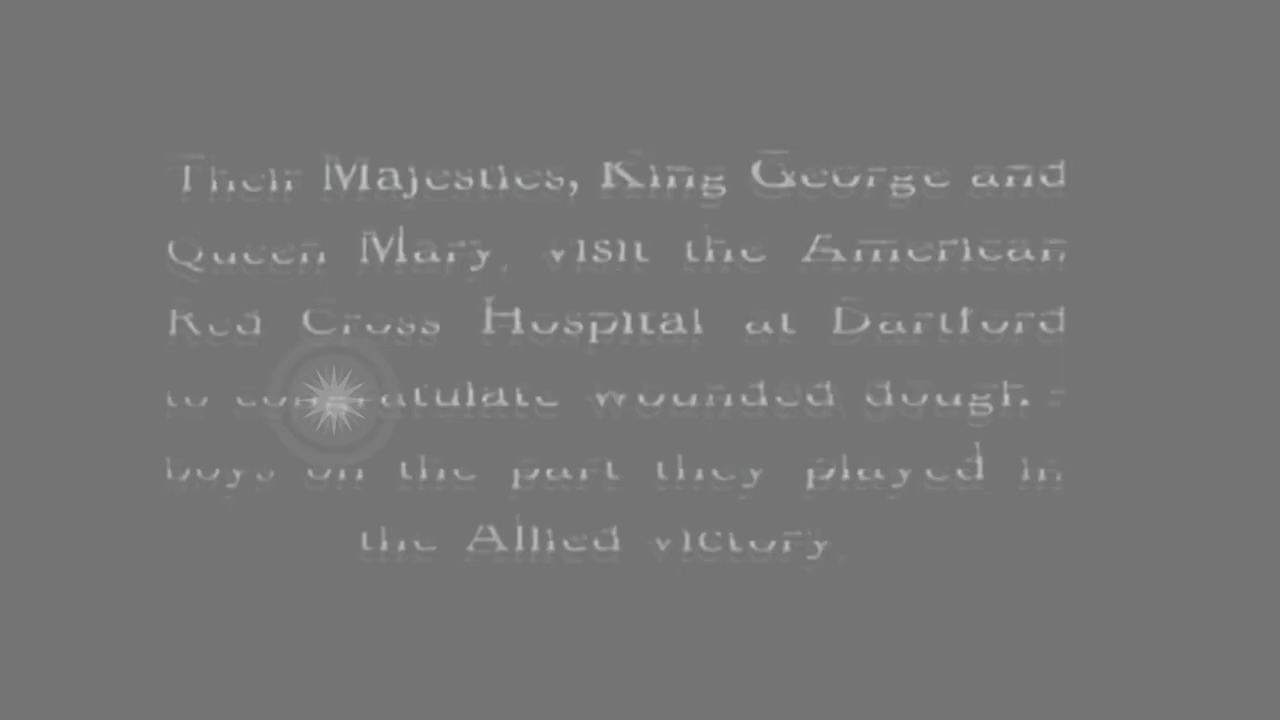 Their Majesties, King George and
Queen Mary, visit the American
Red Cross Hospital at Dartford
to congratulate wounded dough-
boys on the part they played in
the Allied victory.